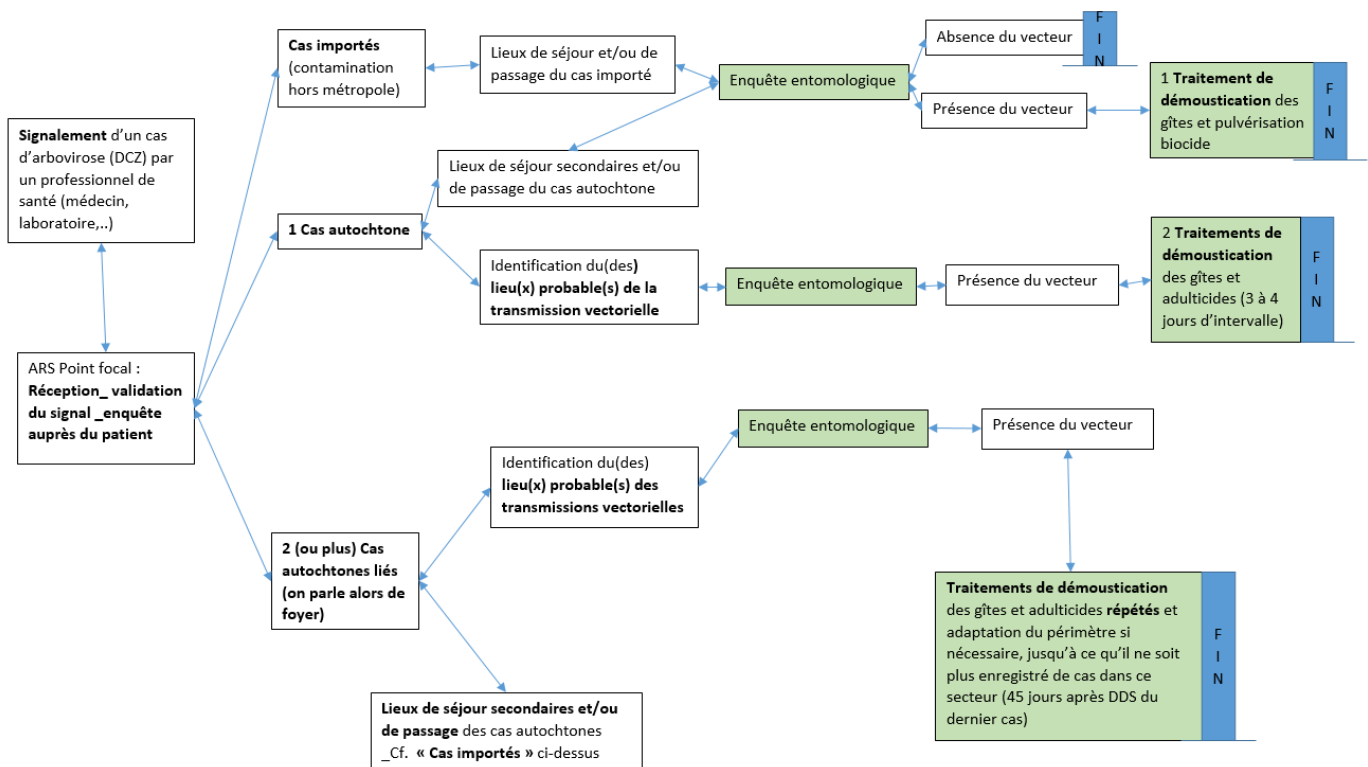 Signalement d’un cas
d’arbovirose (DCZ) par
un professionnel de
santé (médecin,
laboratoire,..)
ARS Point focal :
Réception_ validation
du signal _enquête
auprès du patient
Cas importés
(contamination
hors métropole)
Lieux de séjour et/ou de
passage du cas importé
Enquête entomologique
Absence du vecteur
F
I
N
Présence du vecteur
1 Traitement de
démoustication des
gîtes et pulvérisation
biocide
F
I
N
1 Cas autochtone
Lieux de séjour secondaires et/ou
de passage du cas autochtone
Identification du(des)
lieu(x) probable(s) de la
transmission vectorielle
Enquête entomologique
Présence du vecteur
2 Traitements de
démoustication
des gîtes et
adulticides (3 à 4
jours d’intervalle)
F
I
N
2 (ou plus) Cas
autochtones liés
(on parle alors de
foyer)
Identification du(des)
lieu(x) probable(s) des
transmissions vectorielles
Enquête entomologique
Présence du vecteur
Traitements de démoustication
des gîtes et adulticides répétés et
adaptation du périmètre si
nécessaire, jusqu’à ce qu’il ne soit
plus enregistré de cas dans ce
secteur (45 jours après DDS du
dernier cas)
F
I
N
Lieux de séjour secondaires et/ou
de passage des cas autochtones
_Cf. « Cas importés » ci-dessus